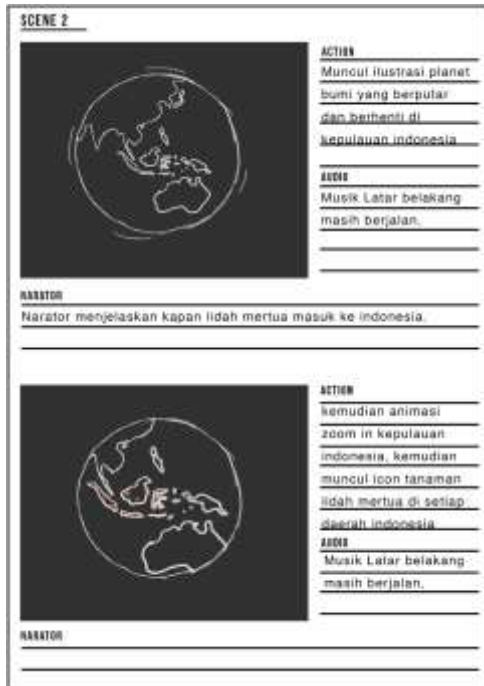 SCENE 2
ACTION
Muncul ilustrasi planet
bumi yang berputar
dan berhenti di
kepulauan indonesia
AUDIO
Musik Latar belakang
masih berjalan.
NARATOR
Narator menjelaskan kapan lidah mertua masuk ke indonesia.
ACTION
kemudian animasi
zoom in kepulauan
indonesia, kemudian
muncul icon tanaman
lidah mertua di setiap
daerah indonesia
AUDIO
Musik Latar belakang
masih berjalan.
NARATOR